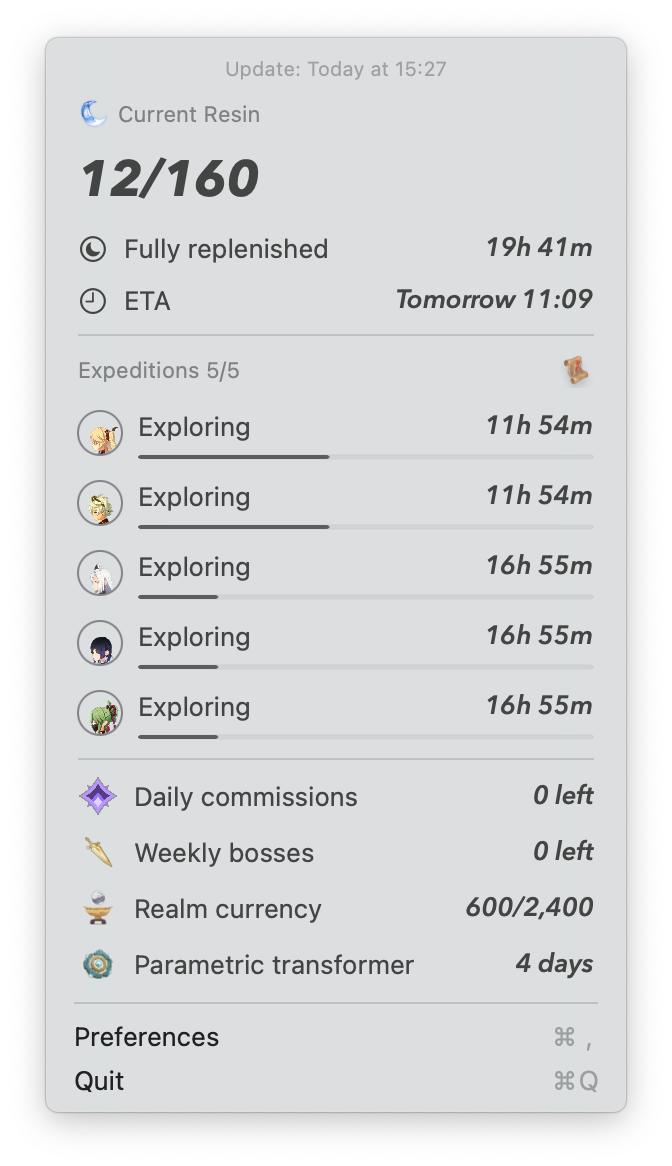 Update: Today at 15:27
Current Resin
12/160
Fully replenished 19h 41m
ETA Tomorrow 11:09
Expeditions 5/5
Exploring 11h 54m
Exploring 11h 54m
Exploring 16h 55m
Exploring 16h 55m
Exploring 16h 55m
Daily commissions 0 left
Weekly bosses 0 left
Realm currency 600/2,400
Parametric transformer 4 days
Preferences ⌘ ,
Quit ⌘Q